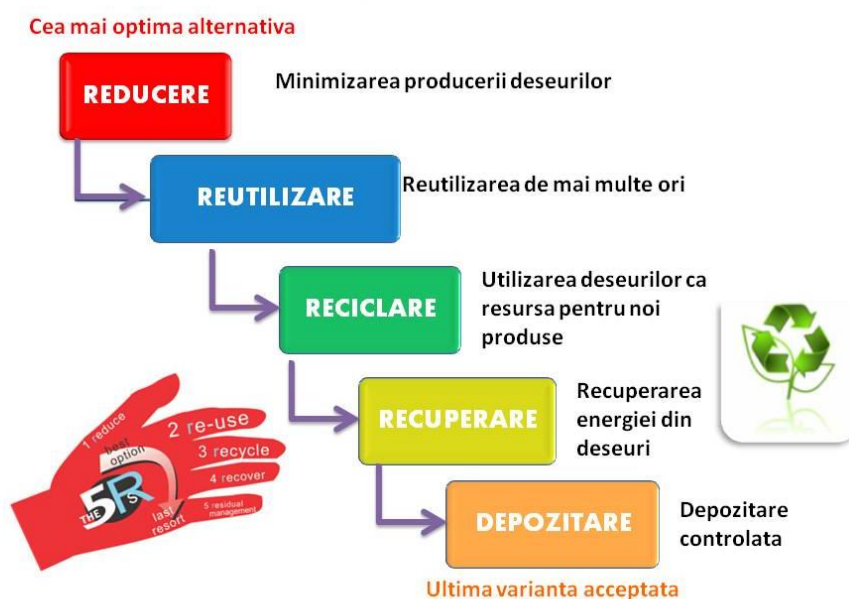 Cea mai optima alternativa
REDUCERE
Minimizarea producerii deseurilor
REUTILIZARE
Reutilizarea de mai multe ori
RECICLARE
Utilizarea deseurilor ca
resursa pentru noi
produse
RECUPERARE
Recuperarea
energiei din
deseuri
DEPOZITARE
Depozitare
controlata
Ultima varianta acceptata
1 reduce
2 re-use
3 recycle
4 recover
5 residual
management
best
option
THE
5Rs
last
resort